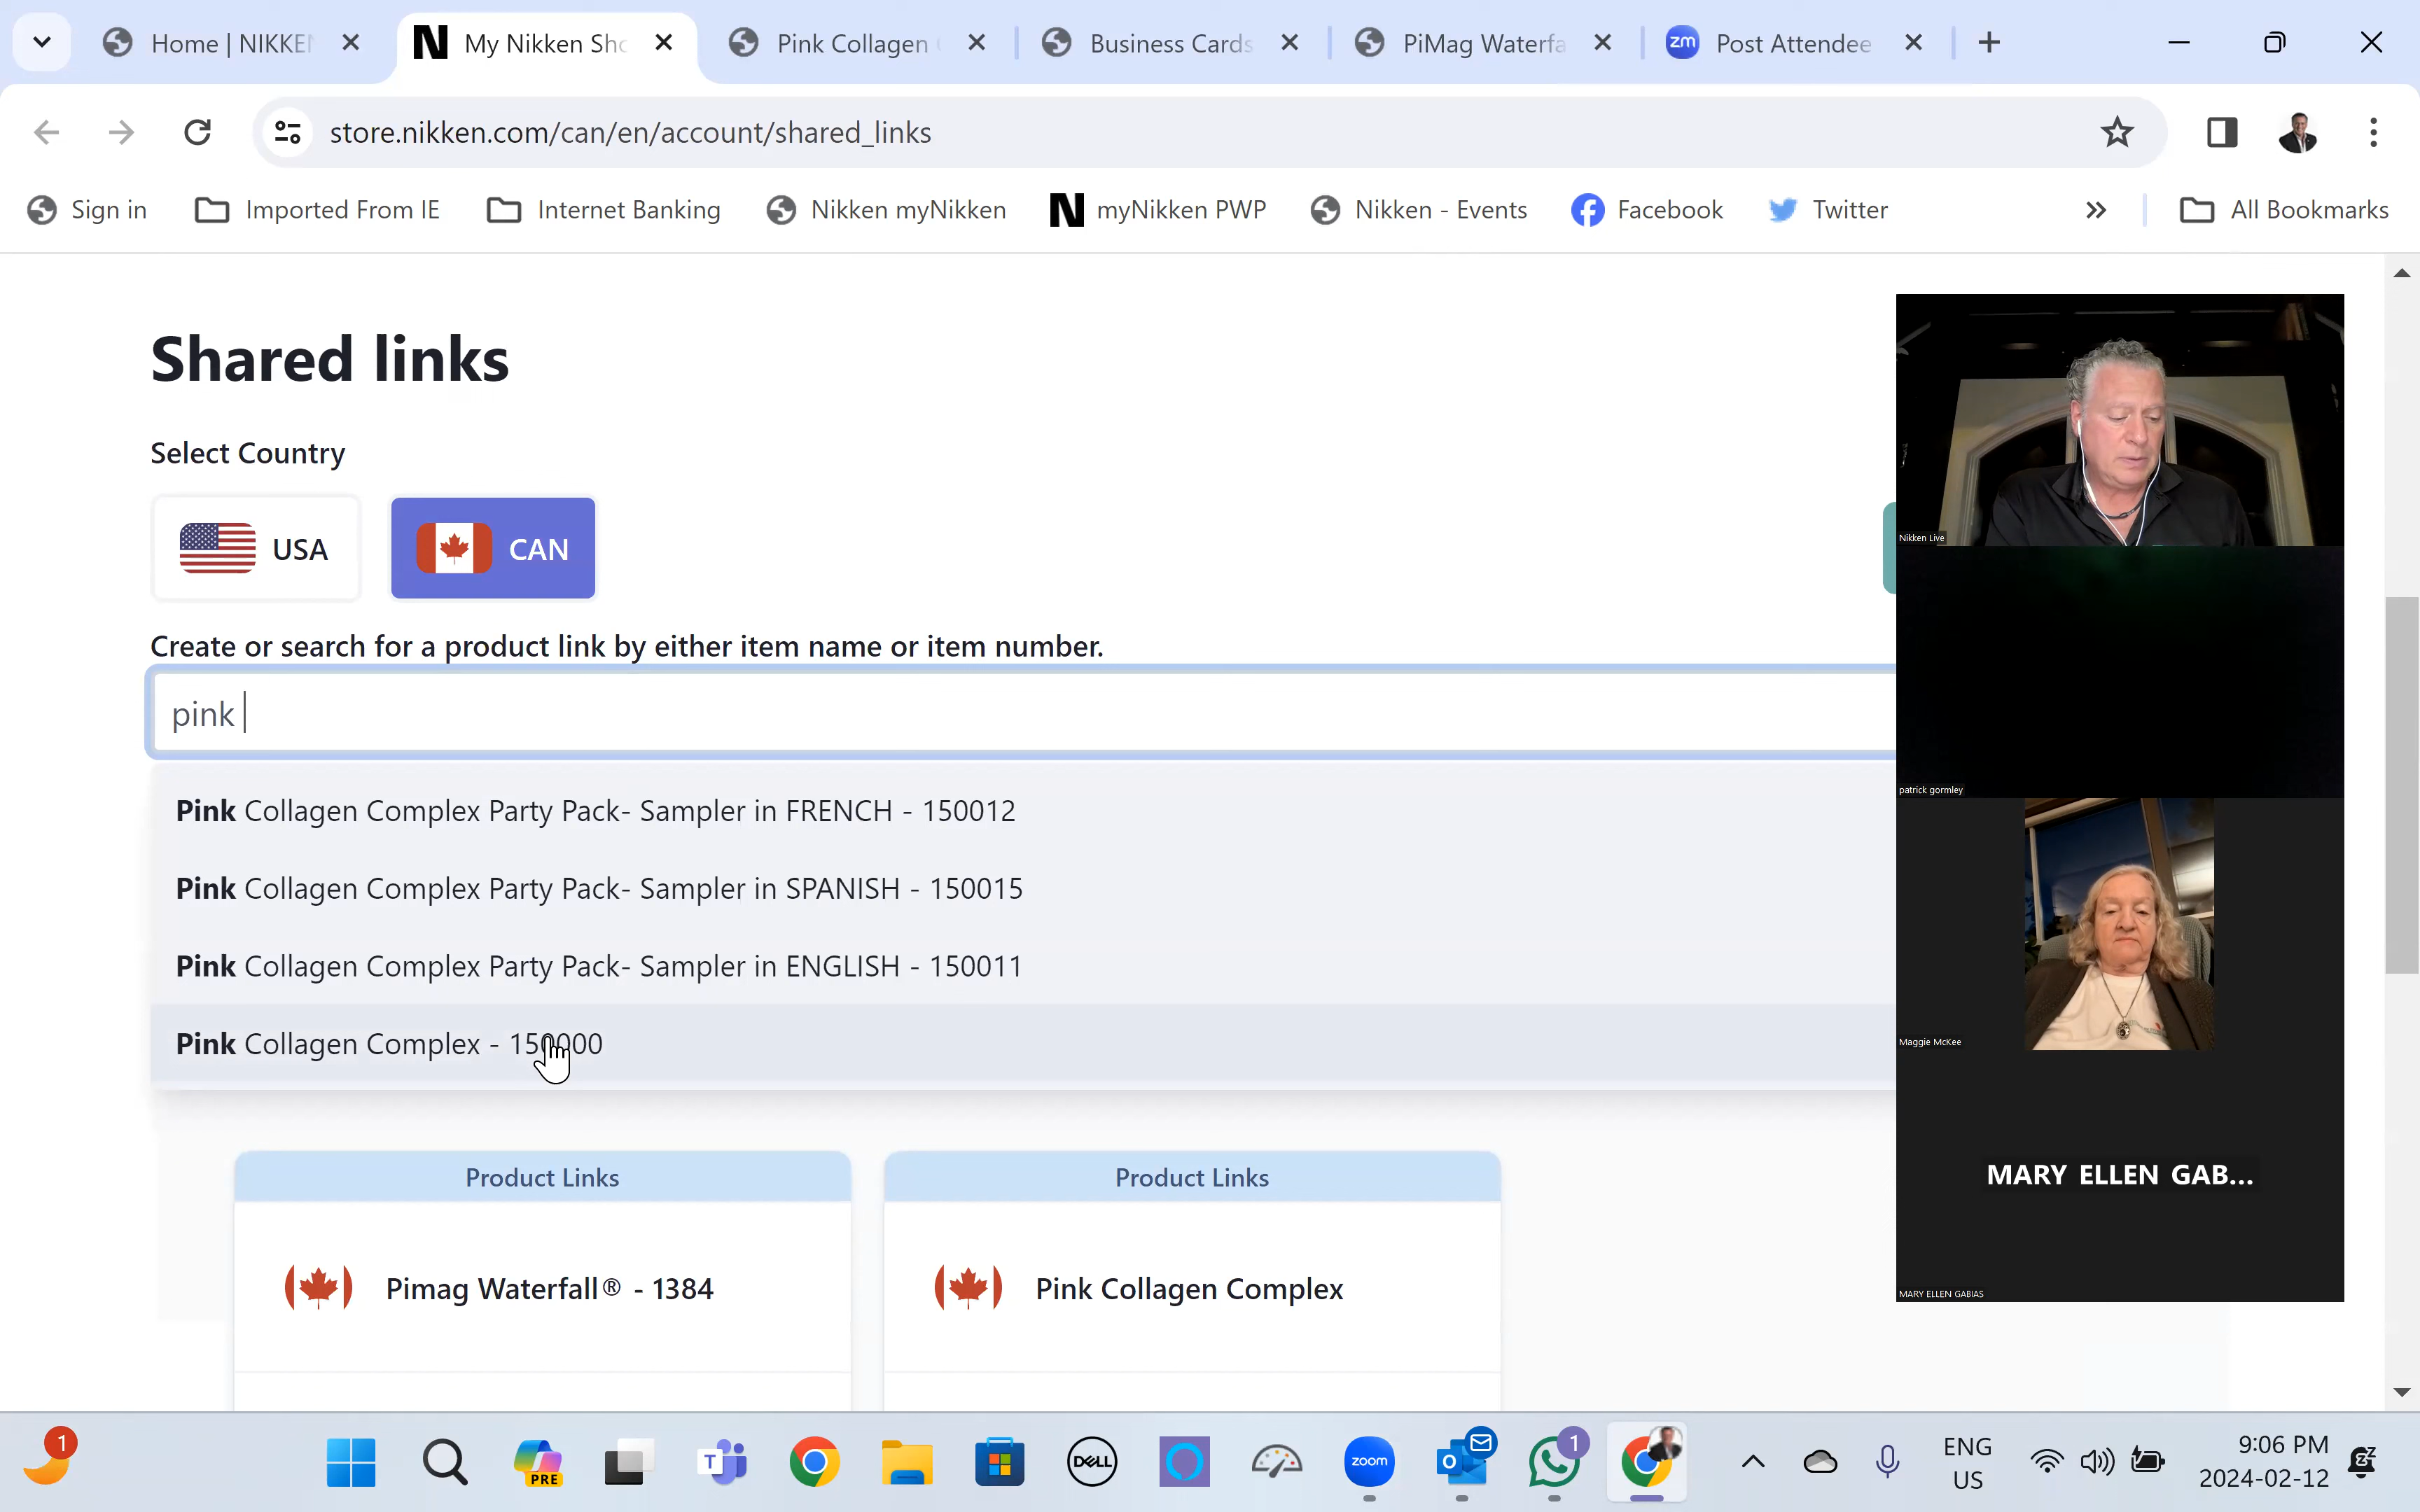 Home | NIKKEN
My Nikken Sho
Pink Collagen
Business Cards
PiMag Waterfa
zm
Post Attendee
store.nikken.com/can/en/account/shared_links
Sign in
Imported From IE
Internet Banking
Nikken myNikken
myNikken PWP
Nikken - Events
Facebook
Twitter
All Bookmarks
Shared links
Select Country
USA
CAN
Create or search for a product link by either item name or item number.
pink
Pink Collagen Complex Party Pack- Sampler in FRENCH - 150012
Pink Collagen Complex Party Pack- Sampler in SPANISH - 150015
Pink Collagen Complex Party Pack- Sampler in ENGLISH - 150011
Pink Collagen Complex - 150000
Product Links
Pimag Waterfall® - 1384
Product Links
Pink Collagen Complex
Nikken Live
patrick gormley
Maggie McKee
MARY ELLEN GAB...
MARY ELLEN GABIAS
1
PRE
T
DELL
zoom
O
1
ENG
US
9:06 PM
2024-02-12